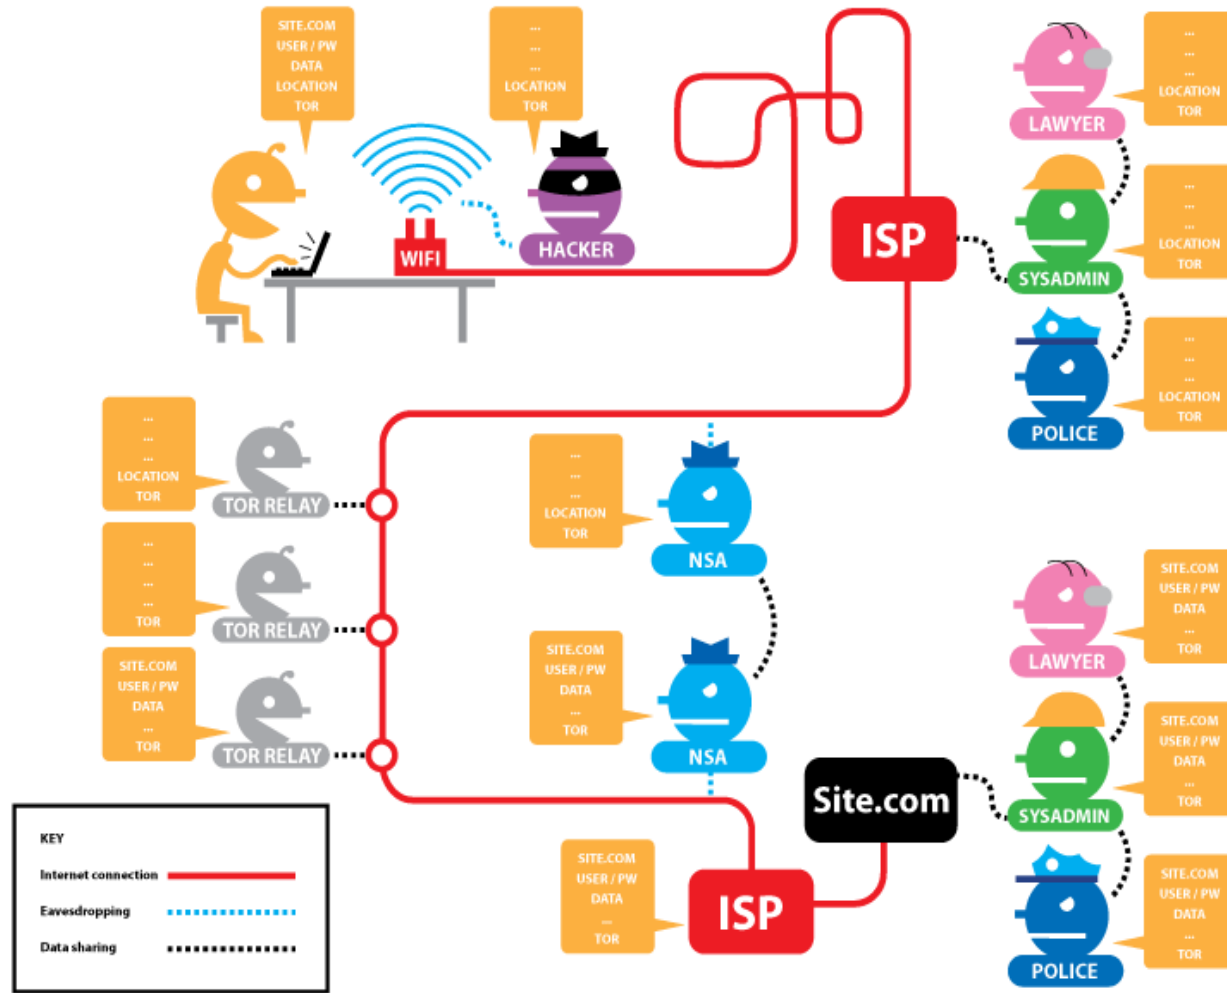 SITE.COM
USER / PW
DATA
LOCATION
TOR
...
...
...
LOCATION
TOR
WIFI
HACKER
ISP
LAWYER
...
...
...
LOCATION
TOR
SYSADMIN
...
...
...
LOCATION
TOR
POLICE
...
...
...
LOCATION
TOR
...
...
...
LOCATION
TOR
TOR RELAY
...
...
...
...
TOR
TOR RELAY
SITE.COM
USER / PW
DATA
...
TOR
TOR RELAY
...
...
...
LOCATION
TOR
NSA
SITE.COM
USER / PW
DATA
...
TOR
NSA
LAWYER
SITE.COM
USER / PW
DATA
...
TOR
SYSADMIN
SITE.COM
USER / PW
DATA
...
TOR
POLICE
SITE.COM
USER / PW
DATA
...
TOR
Site.com
SITE.COM
USER / PW
DATA
...
TOR
ISP
KEY
Internet connection
Eavesdropping
Data sharing